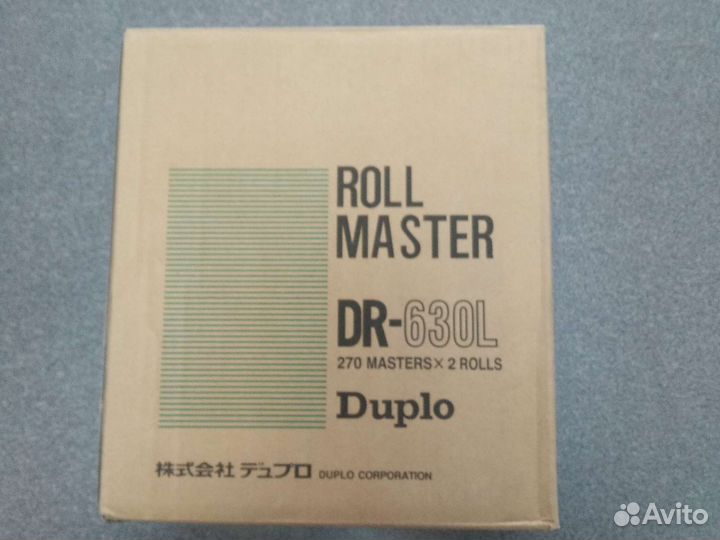 ROLL
MASTER
DR-630L
270 MASTERS×2 ROLLS
Duplo
株式会社 デュプロ DUPLO CORPORATION
Avito